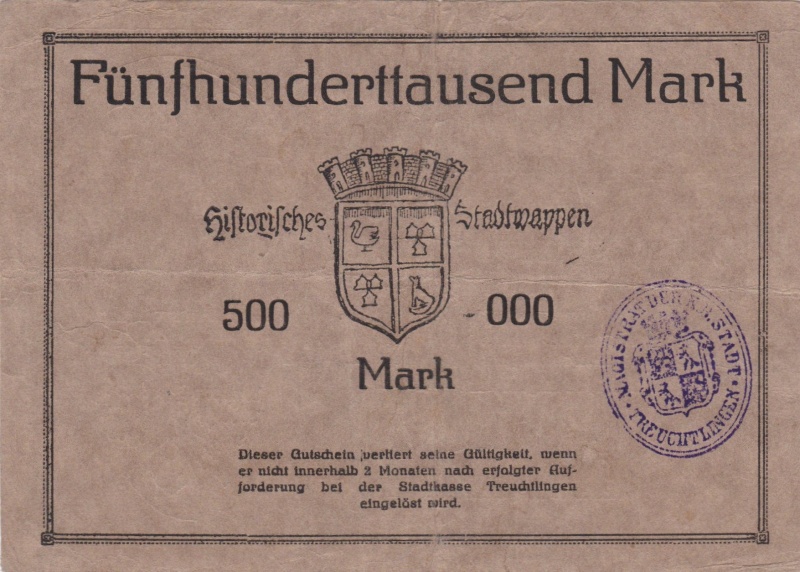 Fünfhunderttausend Mark
Historisches Stadtwappen
500 000
Mark
MAGISTRAT DER K.B. STADT
TREUCHTLINGEN
Dieser Gutschein verliert seine Gültigkeit, wenn
er nicht innerhalb 2 Monaten nach erfolgter Auf-
forderung bei der Stadtkasse Treuchtlingen
eingelöst wird.